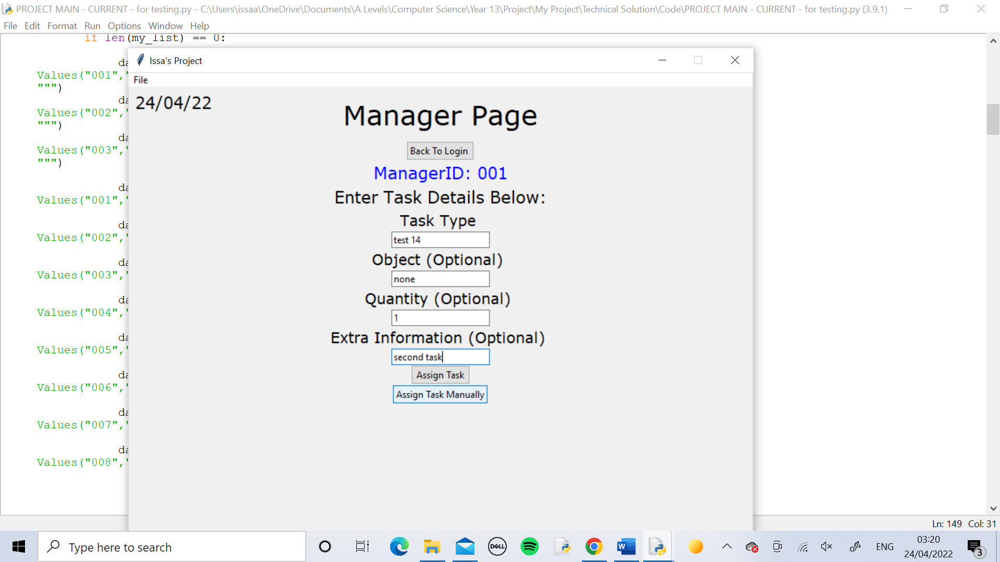 PROJECT MAIN - CURRENT - for testing.py - C:\Users\issaa\OneDrive\Documents\A Levels\Computer Science\Year 13\Project\My Project\Technical Solution\Code\PROJECT MAIN - CURRENT - for testing.py (3.9.1)
File Edit Format Run Options Window Help
if len(my_list) == 0:
da
Values("001",'
""")
da
Values("002",'
""")
da
Values("003",'
""")
da
Values("001",'
da
Values("002",'
da
Values("003",'
da
Values("004",'
da
Values("005",'
da
Values("006",'
da
Values("007",'
da
Values("008",'
Issa's Project
File
24/04/22
Manager Page
Back To Login
ManagerID: 001
Enter Task Details Below:
Task Type
test 14
Object (Optional)
none
Quantity (Optional)
1
Extra Information (Optional)
second task
Assign Task
Assign Task Manually
Ln: 149 Col: 31
Type here to search
DELL
W
ENG
03:20
24/04/2022
3